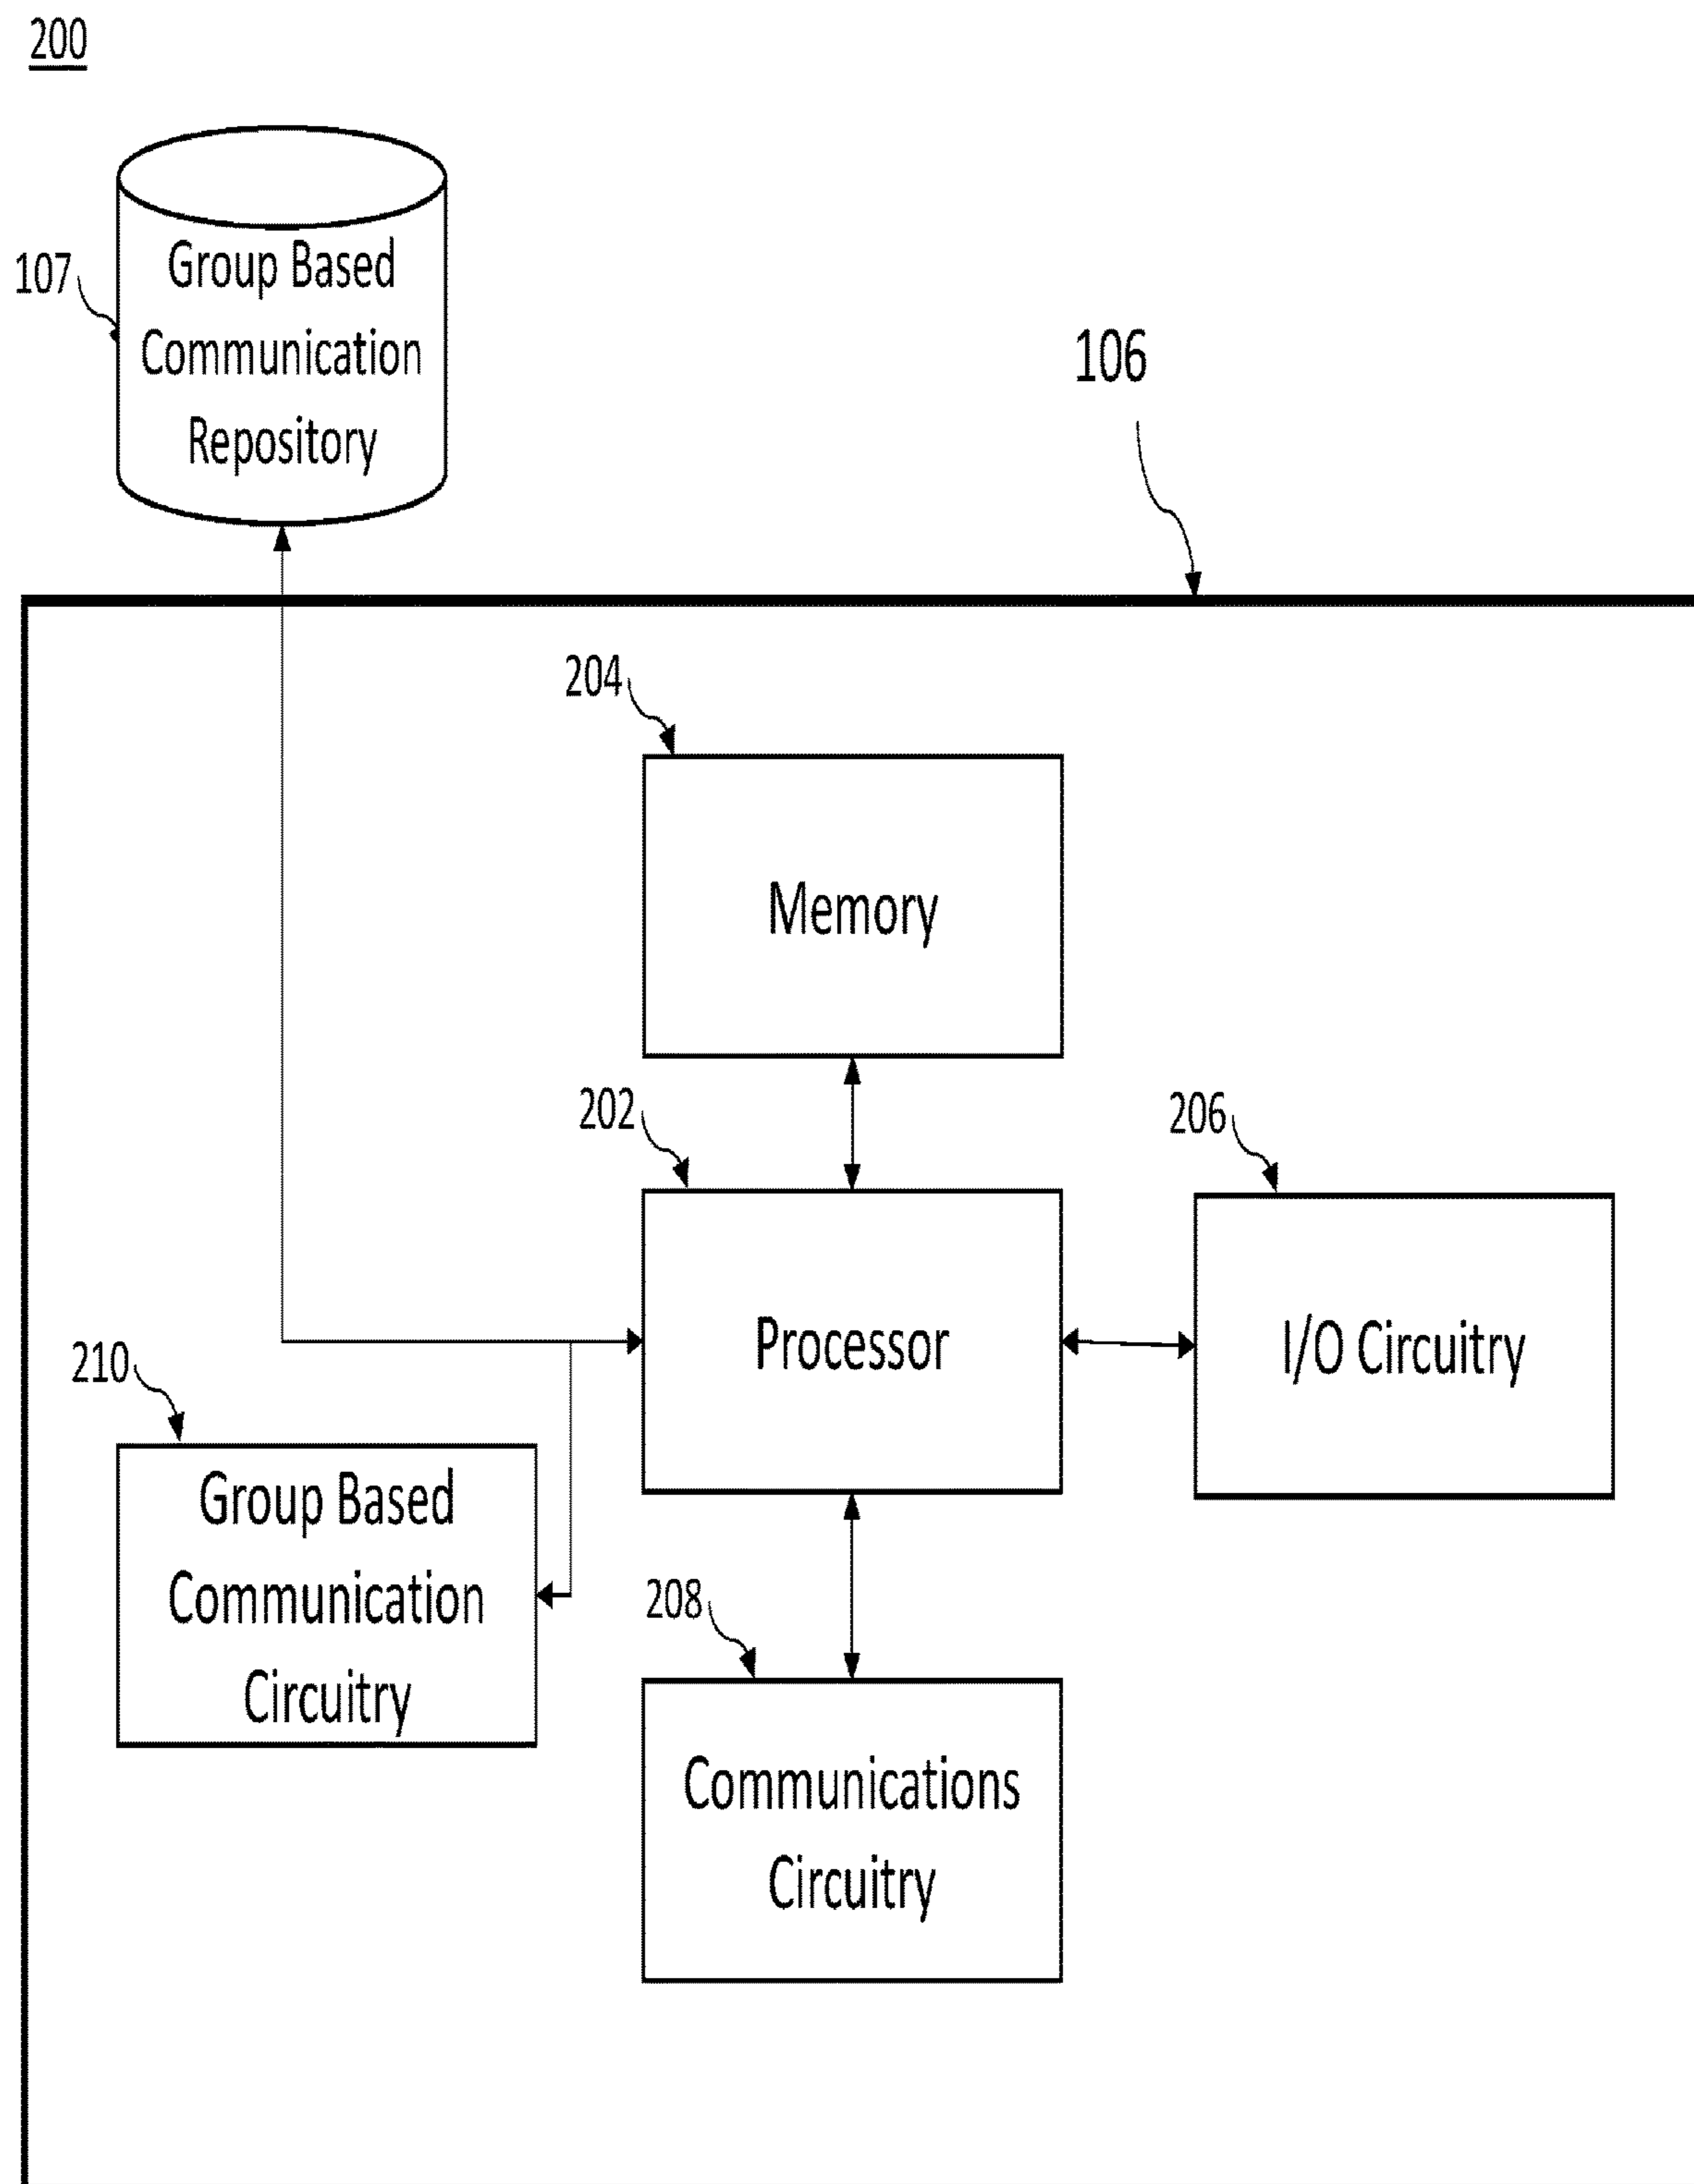 200
Group Based
107
Communication
Repository
106
204
Memory
202
206
Processor
I/O Circuitry
210
Group Based
Communication
Circuitry
208
Communications
Circuitry